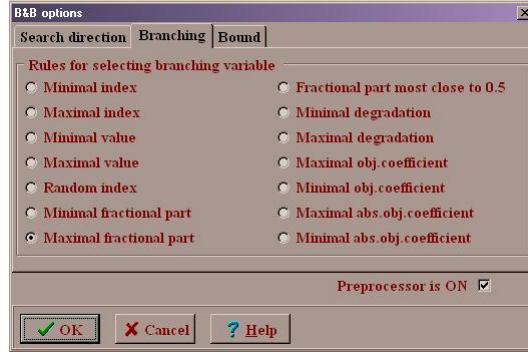 B&B options
Search direction Branching Bound
Rules for selecting branching variable
Minimal index
Maximal index
Minimal value
Maximal value
Random index
Minimal fractional part
Maximal fractional part
Fractional part most close to 0.5
Minimal degradation
Maximal degradation
Maximal obj.coefficient
Minimal obj.coefficient
Maximal abs.obj.coefficient
Minimal abs.obj.coefficient
Preprocessor is ON
OK Cancel Help